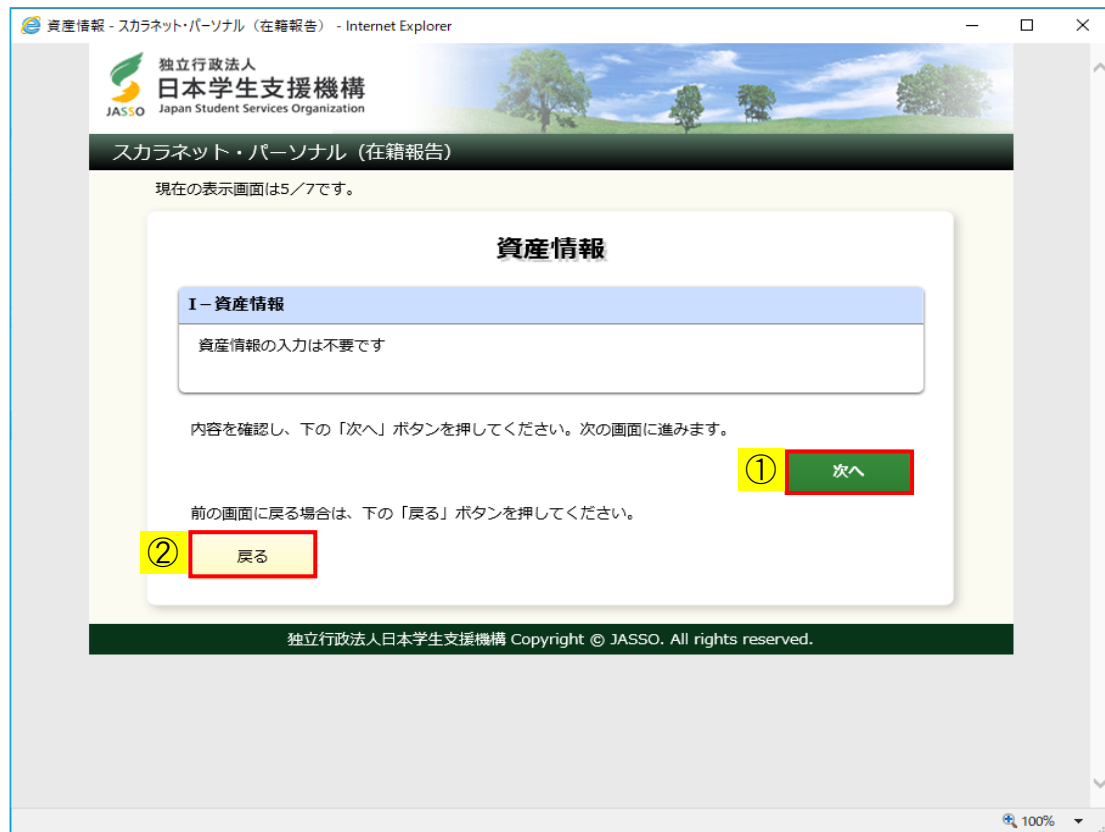 資産情報 - スカラネット・パーソナル（在籍報告） - Internet Explorer
独立行政法人
日本学生支援機構
JASSO Japan Student Services Organization
スカラネット・パーソナル（在籍報告）
現在の表示画面は5／7です。
資産情報
Ⅰ－資産情報
資産情報の入力は不要です
内容を確認し、下の「次へ」ボタンを押してください。次の画面に進みます。
① 次へ
前の画面に戻る場合は、下の「戻る」ボタンを押してください。
② 戻る
独立行政法人日本学生支援機構 Copyright © JASSO. All rights reserved.
100%